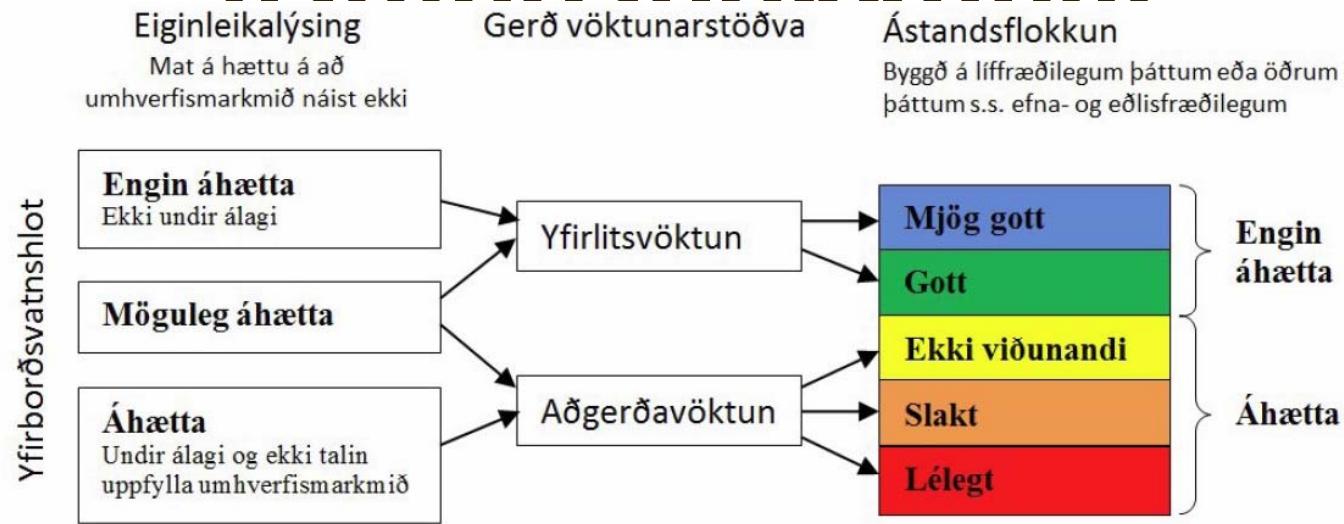 Eiginleikalýsing
Mat á hættu á að
umhverfismarkmið náist ekki
Gerð vöktunarstöðva
Ástandsflokkun
Byggð á líffræðilegum þáttum eða öðrum
þáttum s.s. efna- og eðlisfræðilegum
Yfirborðsvatnshlot
Engin áhætta
Ekki undir álagi
Möguleg áhætta
Áhætta
Undir álagi og ekki talin
uppfylla umhverfismarkmið
Yfirlitsvöktun
Aðgerðavöktun
Mjög gott
Gott
Ekki viðunandi
Slakt
Lélegt
Engin
áhætta
Áhætta